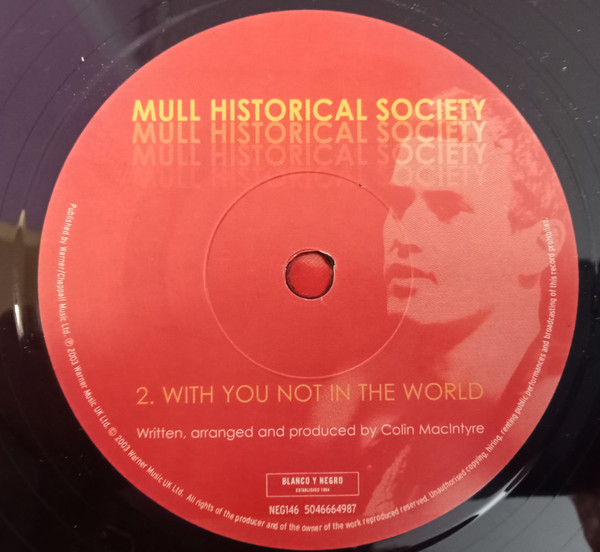 MULL HISTORICAL SOCIETY
MULL HISTORICAL SOCIETY
MULL HISTORICAL SOCIETY
MULL HISTORICAL SOCIETY
2. WITH YOU NOT IN THE WORLD
Written, arranged and produced by Colin MacIntyre
BLANCO Y NEGRO
ESTABLISHED 1984
NEG146 5046664987
Published by Warner/Chappell Music Ltd. ℗ 2003 Warner Music UK Ltd. © 2003 Warner Music UK Ltd. All rights of the producer and of the owner of the work reproduced reserved. Unauthorised copying, hiring, renting, public performances and broadcasting of this record prohibited.